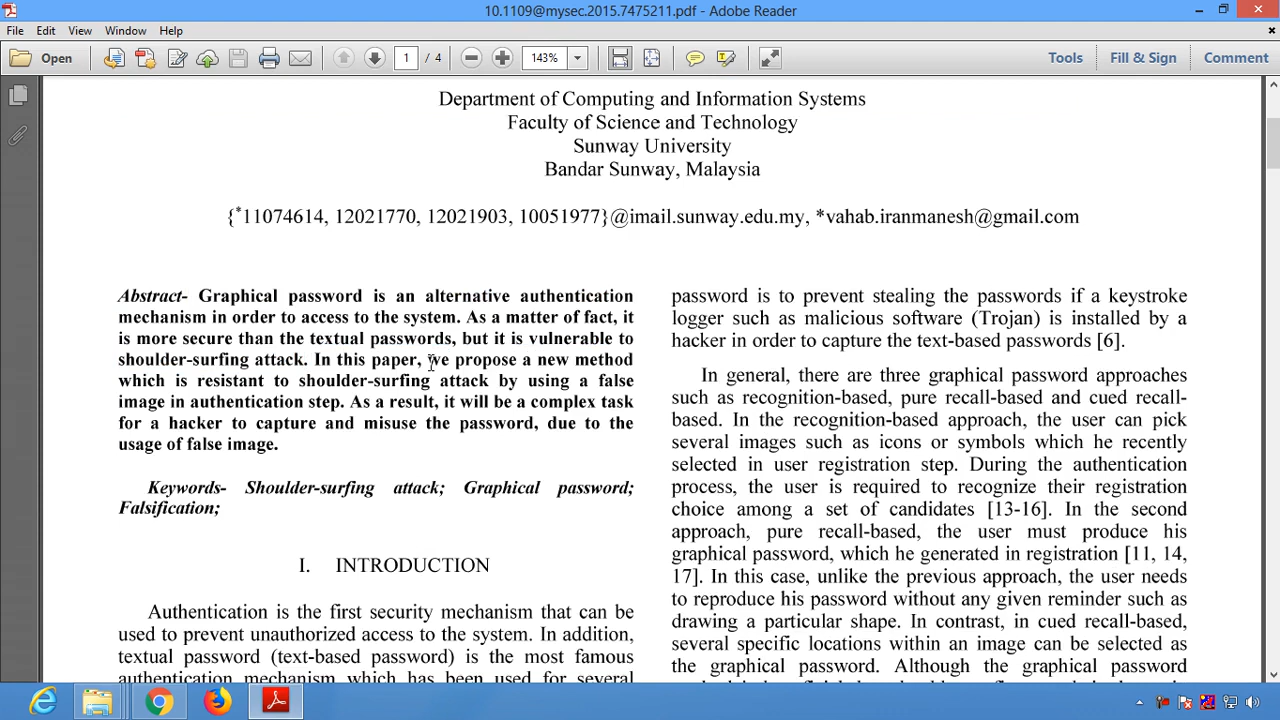 10.1109@mysec.2015.7475211.pdf - Adobe Reader
File Edit View Window Help
Open
1 / 4
143%
Tools
Fill & Sign
Comment
Department of Computing and Information Systems
Faculty of Science and Technology
Sunway University
Bandar Sunway, Malaysia
{*11074614, 12021770, 12021903, 10051977}@imail.sunway.edu.my, *vahab.iranmanesh@gmail.com
Abstract- Graphical password is an alternative authentication
mechanism in order to access to the system. As a matter of fact, it
is more secure than the textual passwords, but it is vulnerable to
shoulder-surfing attack. In this paper, we propose a new method
which is resistant to shoulder-surfing attack by using a false
image in authentication step. As a result, it will be a complex task
for a hacker to capture and misuse the password, due to the
usage of false image.
Keywords- Shoulder-surfing attack; Graphical password;
Falsification;
I. INTRODUCTION
Authentication is the first security mechanism that can be
used to prevent unauthorized access to the system. In addition,
textual password (text-based password) is the most famous
authentication mechanism which has been used for several
password is to prevent stealing the passwords if a keystroke
logger such as malicious software (Trojan) is installed by a
hacker in order to capture the text-based passwords [6].
In general, there are three graphical password approaches
such as recognition-based, pure recall-based and cued recall-
based. In the recognition-based approach, the user can pick
several images such as icons or symbols which he recently
selected in user registration step. During the authentication
process, the user is required to recognize their registration
choice among a set of candidates [13-16]. In the second
approach, pure recall-based, the user must produce his
graphical password, which he generated in registration [11, 14,
17]. In this case, unlike the previous approach, the user needs
to reproduce his password without any given reminder such as
drawing a particular shape. In contrast, in cued recall-based,
several specific locations within an image can be selected as
the graphical password. Although the graphical password